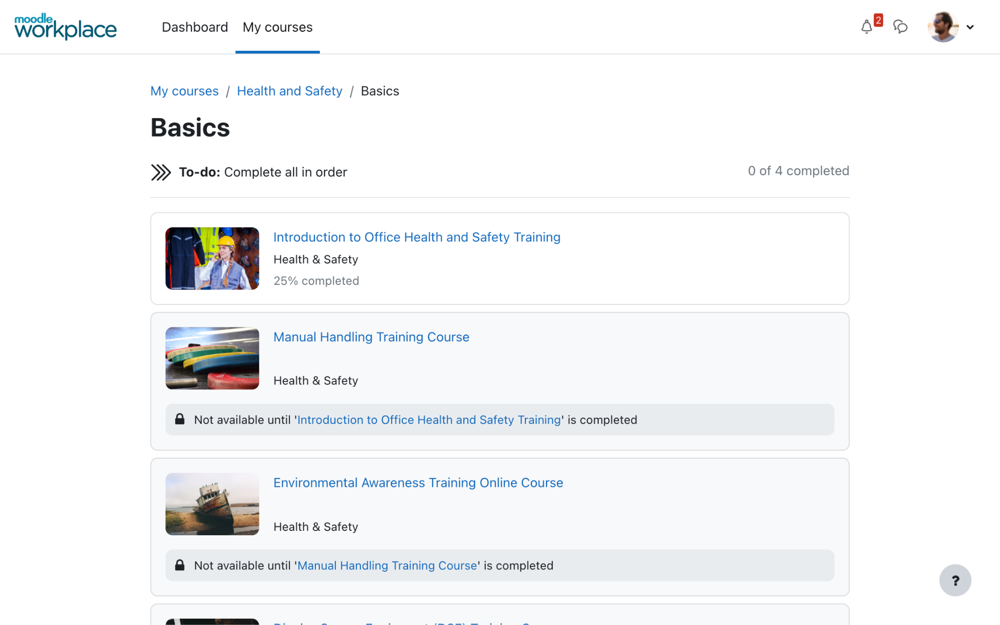 moodle
workplace
Dashboard My courses
2
My courses / Health and Safety / Basics
Basics
To-do: Complete all in order
0 of 4 completed
Introduction to Office Health and Safety Training
Health & Safety
25% completed
Manual Handling Training Course
Health & Safety
Not available until 'Introduction to Office Health and Safety Training' is completed
Environmental Awareness Training Online Course
Health & Safety
Not available until 'Manual Handling Training Course' is completed
?